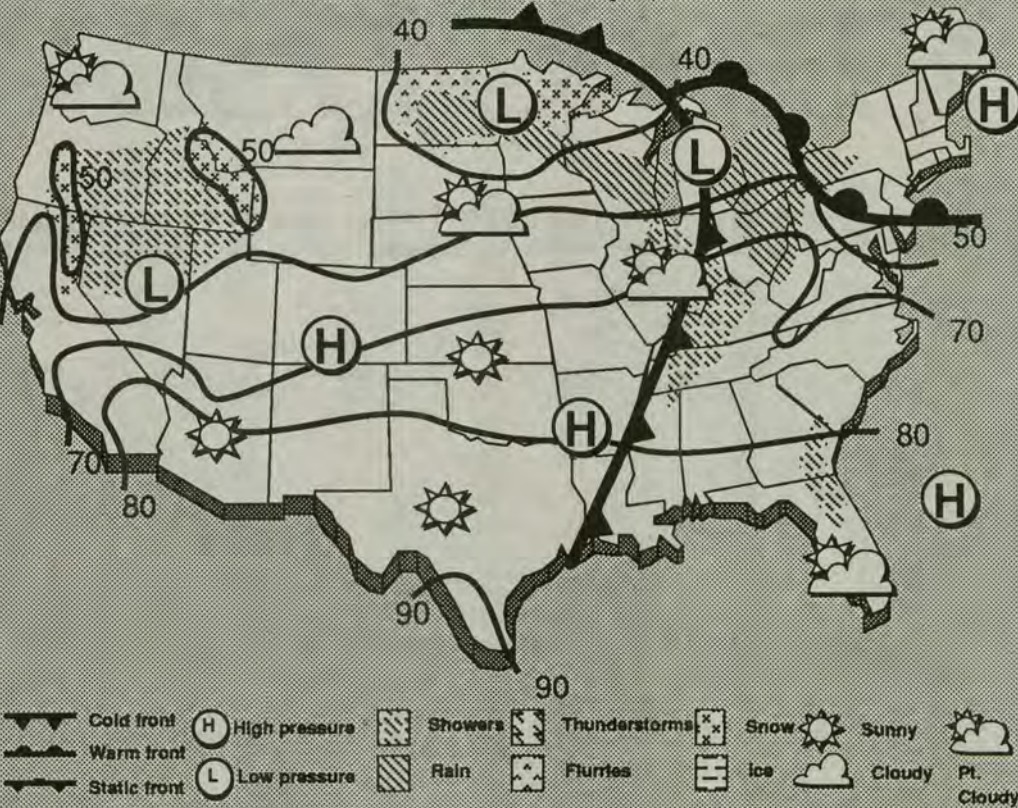 40
40
H
L
L
50
50
50
L
H
70
H
80
H
70
80
90
90
Cold front
H High pressure
Showers
Thunderstorms
Snow
Sunny
Warm front
L Low pressure
Rain
Flurries
Ice
Cloudy
Pt.
Cloudy
Static front